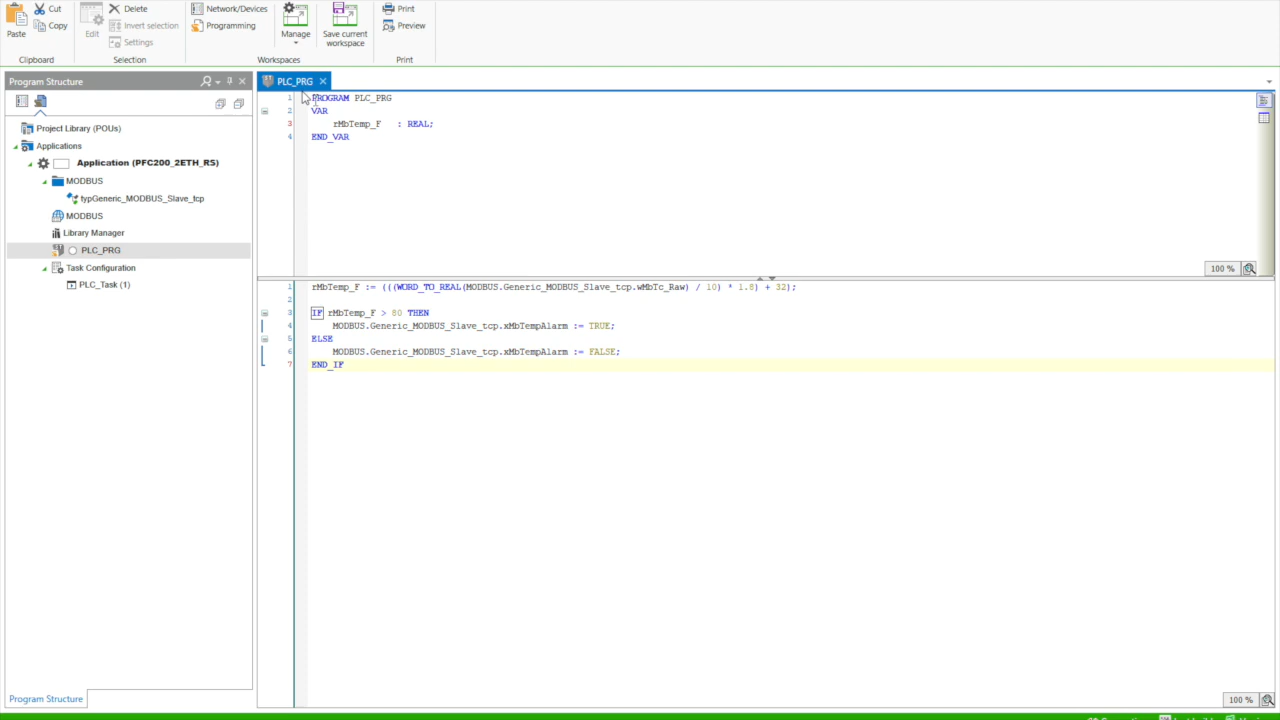 Paste
Cut
Copy
Clipboard
Edit
Delete
Invert selection
Settings
Selection
Network/Devices
Programming
Manage
Save current
workspace
Workspaces
Print
Preview
Print
Program Structure
Project Library (POUs)
Applications
Application (PFC200_2ETH_RS)
MODBUS
typGeneric_MODBUS_Slave_tcp
MODBUS
Library Manager
PLC_PRG
Task Configuration
PLC_Task (1)
Program Structure
PLC_PRG
1 PROGRAM PLC_PRG
2 VAR
3 rMbTemp_F : REAL;
4 END_VAR
100 %
1 rMbTemp_F := (((WORD_TO_REAL(MODBUS.Generic_MODBUS_Slave_tcp.wMbTc_Raw) / 10) * 1.8) + 32);
2
3 IF rMbTemp_F > 80 THEN
4 MODBUS.Generic_MODBUS_Slave_tcp.xMbTempAlarm := TRUE;
5 ELSE
6 MODBUS.Generic_MODBUS_Slave_tcp.xMbTempAlarm := FALSE;
7 END_IF
100 %